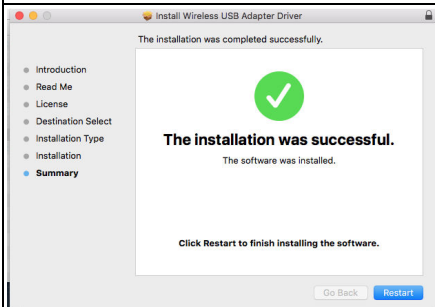 Install Wireless USB Adapter Driver
The installation was completed successfully.
Introduction
Read Me
License
Destination Select
Installation Type
Installation
Summary
The installation was successful.
The software was installed.
Click Restart to finish installing the software.
Go Back
Restart